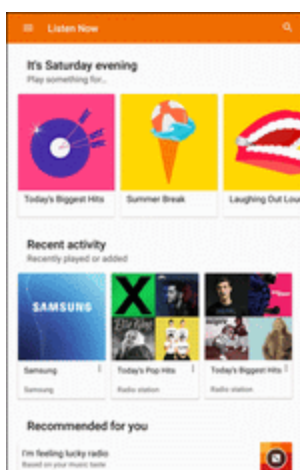 Listen Now
It's Saturday evening
Play something for...
Today's Biggest Hits
Summer Break
Laughing Out Lou
Recent activity
Recently played or added
SAMSUNG
X
Ellie
Samsung
Today's Pop Hits
Today's Biggest Hits
Samsung
Radio station
Radio station
Recommended for you
I'm feeling lucky radio
Based on your music taste